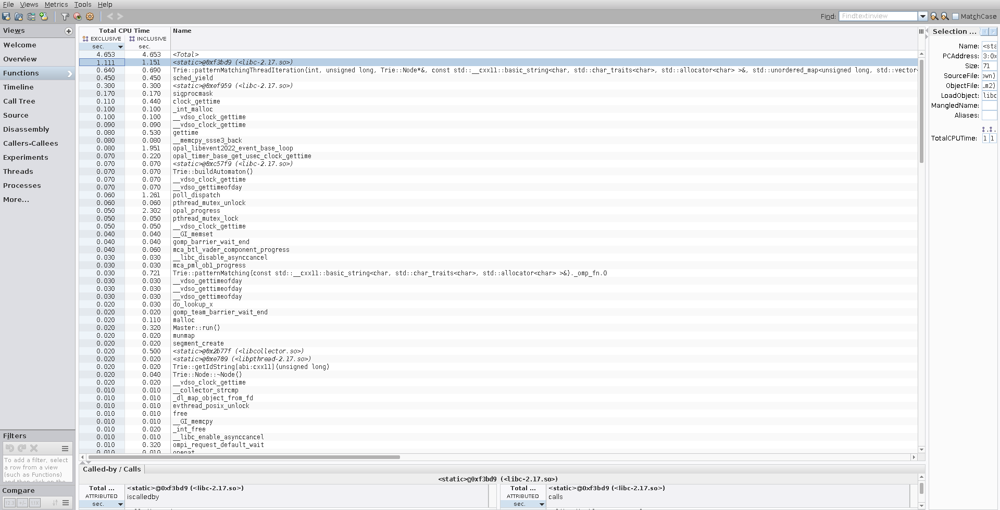 File Views Metrics Tools Help
Find: Findtextinview MatchCase
Views
Welcome
Overview
Functions
Timeline
Call Tree
Source
Disassembly
Callers-Callees
Experiments
Threads
Processes
More...
Filters
To add a filter, select
a row from a view
(such as Functions)
and then click on the
Compare
Total CPU Time Name
EXCLUSIVE INCLUSIVE
sec. sec.
4.653 4.653 <Total>
1.111 1.151 <static>@0xf3bd9 (<libc-2.17.so>)
0.640 0.690 Trie::patternMatchingThreadIteration(int, unsigned long, Trie::Node*&, const std::__cxx11::basic_string<char, std::char_traits<char>, std::allocator<char> >&, std::unordered_map<unsigned long, std::vector
0.450 0.450 sched_yield
0.300 0.300 <static>@0xef959 (<libc-2.17.so>)
0.170 0.170 sigprocmask
0.110 0.440 clock_gettime
0.100 0.100 _int_malloc
0.100 0.100 __vdso_clock_gettime
0.090 0.090 __vdso_clock_gettime
0.080 0.530 gettime
0.080 0.080 __memcpy_ssse3_back
0.080 1.951 opal_libevent2022_event_base_loop
0.070 0.220 opal_timer_base_get_usec_clock_gettime
0.070 0.070 <static>@0xc57f9 (<libc-2.17.so>)
0.070 0.070 Trie::buildAutomaton()
0.070 0.070 __vdso_clock_gettime
0.070 0.070 __vdso_gettimeofday
0.060 1.261 poll_dispatch
0.060 0.060 pthread_mutex_unlock
0.050 2.302 opal_progress
0.050 0.050 pthread_mutex_lock
0.050 0.050 __vdso_clock_gettime
0.040 0.040 __GI_memset
0.040 0.040 gomp_barrier_wait_end
0.040 0.060 mca_btl_vader_component_progress
0.030 0.030 __libc_disable_asynccancel
0.030 0.030 mca_pml_ob1_progress
0.030 0.721 Trie::patternMatching(const std::__cxx11::basic_string<char, std::char_traits<char>, std::allocator<char> >&)._omp_fn.0
0.030 0.030 __vdso_gettimeofday
0.030 0.030 __vdso_gettimeofday
0.030 0.030 __vdso_gettimeofday
0.020 0.030 do_lookup_x
0.020 0.020 gomp_team_barrier_wait_end
0.020 0.110 malloc
0.020 0.320 Master::run()
0.020 0.020 munmap
0.020 0.020 segment_create
0.020 0.500 <static>@0x2b77f (<libcollector.so>)
0.020 0.020 <static>@0xe709 (<libpthread-2.17.so>)
0.020 0.020 Trie::getIdString[abi:cxx11](unsigned long)
0.020 0.040 Trie::Node::~Node()
0.020 0.020 __vdso_clock_gettime
0.010 0.010 __collector_strcmp
0.010 0.010 _dl_map_object_from_fd
0.010 0.010 evthread_posix_unlock
0.010 0.010 free
0.010 0.010 __GI_memcpy
0.010 0.020 _int_free
0.010 0.010 __libc_enable_asynccancel
0.010 0.320 ompi_request_default_wait
0.010 0.010 openat
Called-by / Calls
<static>@0xf3bd9 (<libc-2.17.so>)
Total ... <static>@0xf3bd9 (<libc-2.17.so>)
ATTRIBUTED iscalledby
sec.
Total ... <static>@0xf3bd9 (<libc-2.17.so>)
ATTRIBUTED calls
sec.
Selection ...
Name: <sta
PCAddress: 3:0x
Size: 71
SourceFile: own)
ObjectFile: _m2)
LoadObject: libc
MangledName:
Aliases:
TotalCPUTime: 1 1